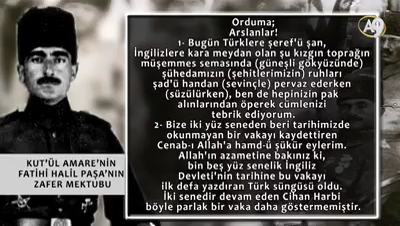 A9
Orduma;
Arslanlar!
1- Bugün Türklere şeref'ü şan,
İngilizlere kara meydan olan şu kızgın toprağın
müşemmes semasında (güneşli gökyüzünde)
şühedamızın (şehitlerimizin) ruhları
şad'ü handan (sevinçle) pervaz ederken
(süzülürken), ben de hepinizin pak
alınlarından öperek cümlenizi
tebrik ediyorum.
2- Bize iki yüz seneden beri tarihimizde
okunmayan bir vakayı kaydettiren
Cenab-ı Allah'a hamd-ü şükür eylerim.
Allah'ın azametine bakınız ki,
bin beş yüz senelik İngiliz
Devleti'nin tarihine bu vakayı
ilk defa yazdıran Türk süngüsü oldu.
İki senedir devam eden Cihan Harbi
böyle parlak bir vaka daha göstermemiştir.
KUT'ÜL AMARE'NİN
FATİHİ HALİL PAŞA'NIN
ZAFER MEKTUBU